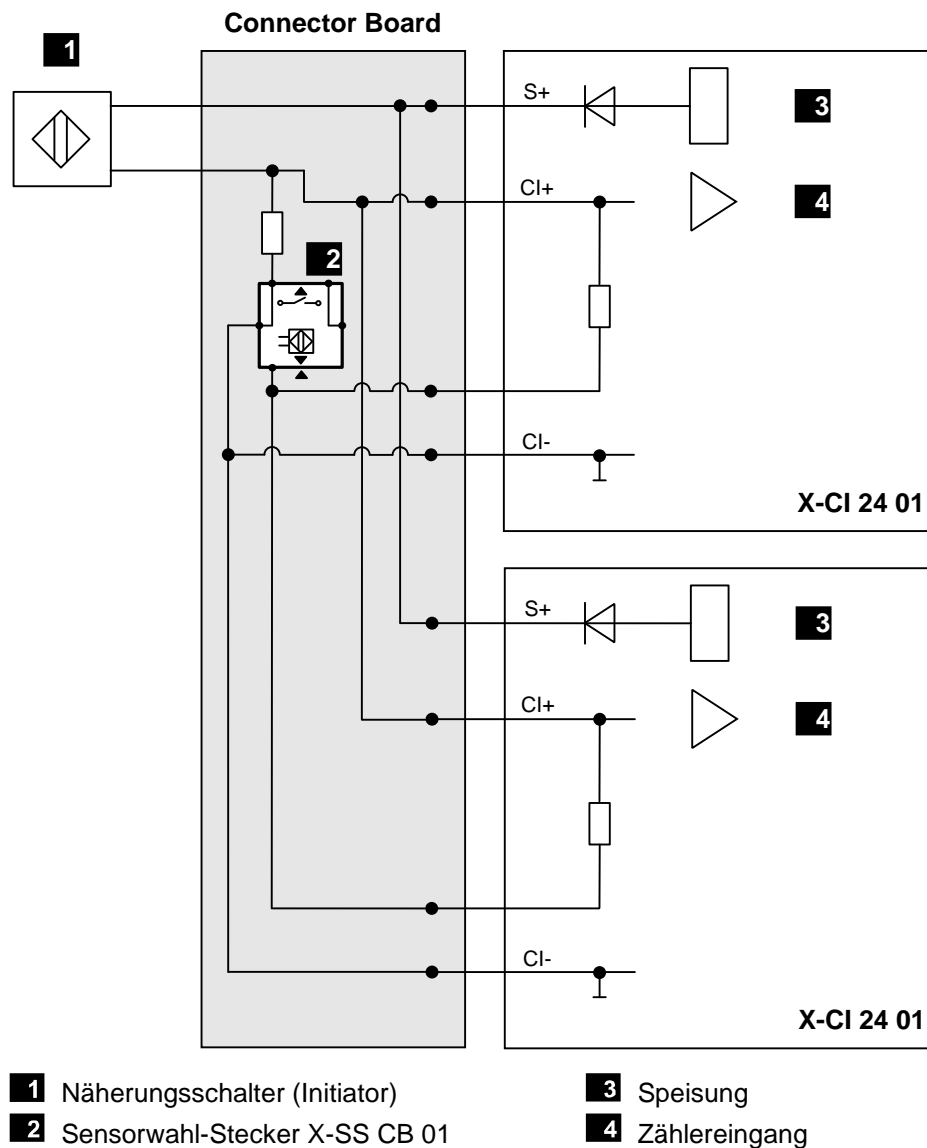 Connector Board
1
S+
3
CI+
4
2
CI-
X-CI 24 01
S+
3
CI+
4
CI-
X-CI 24 01
1 Näherungsschalter (Initiator)
2 Sensorwahl-Stecker X-SS CB 01
3 Speisung
4 Zählereingang